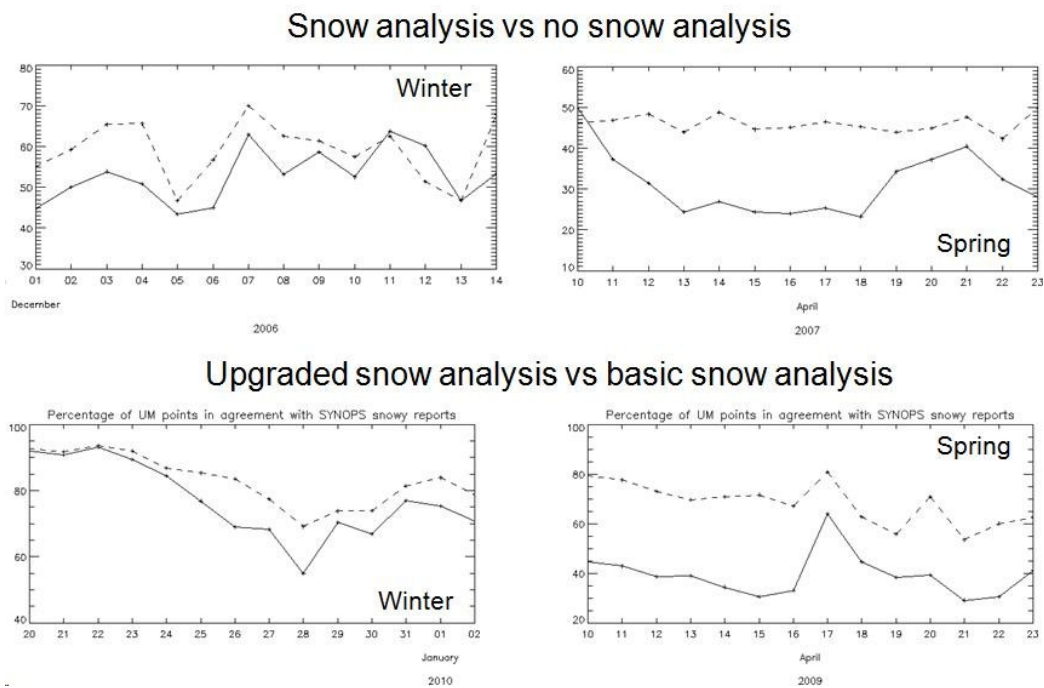 Snow analysis vs no snow analysis
80
70
60
50
40
30
Winter
01 02 03 04 05 06 07 08 09 10 11 12 13 14
December
2006
60
50
40
30
20
10
Spring
10 11 12 13 14 15 16 17 18 19 20 21 22 23
April
2007
Upgraded snow analysis vs basic snow analysis
Percentage of UM points in agreement with SYNOPS snowy reports
100
80
60
40
Winter
20 21 22 23 24 25 26 27 28 29 30 31 01 02
January
2010
Percentage of UM points in agreement with SYNOPS snowy reports
100
80
60
40
20
Spring
10 11 12 13 14 15 16 17 18 19 20 21 22 23
April
2009